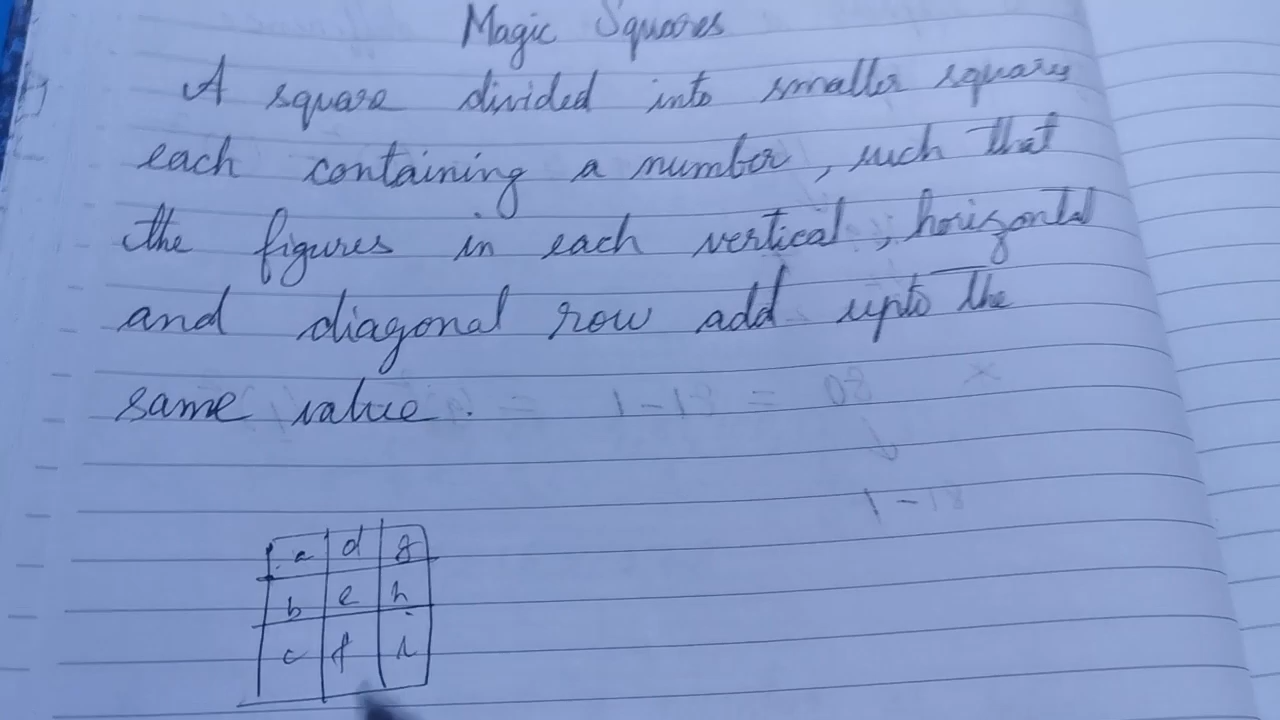 Magic Squares
A square divided into smaller squares
each containing a number, such that
the figures in each vertical, horizontal
and diagonal row add upto the
same value.
a d g
b e h
c f i